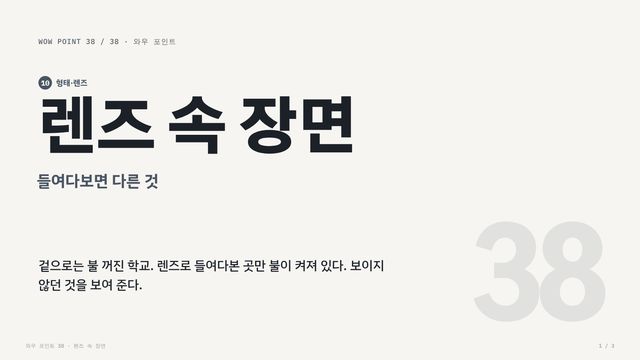 WOW POINT 38 / 38 · 와우 포인트
10 형태·렌즈
렌즈 속 장면
들여다보면 다른 것
겉으로는 불 꺼진 학교. 렌즈로 들여다본 곳만 불이 켜져 있다. 보이지
않던 것을 보여 준다.
38
와우 포인트 38 · 렌즈 속 장면
1 / 3